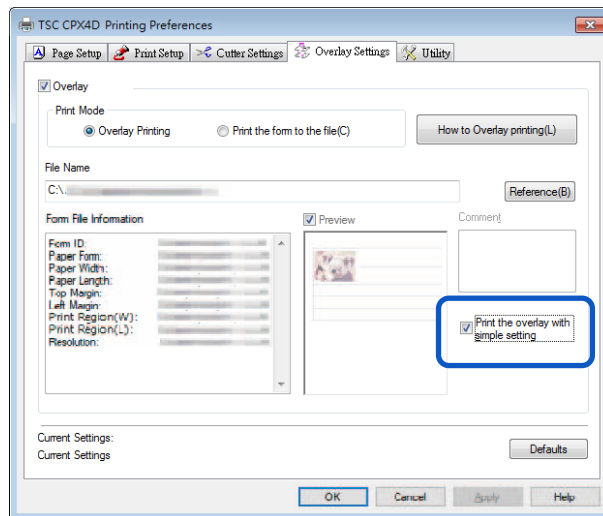 TSC CPX4D Printing Preferences
Page Setup Print Setup Cutter Settings Overlay Settings Utility
Overlay
Print Mode
Overlay Printing Print the form to the file(C) How to Overlay printing(L)
File Name
C:\.
Reference(B)
Form File Information Preview Comment
Form ID:
Paper Form:
Paper Width:
Paper Length:
Top Margin:
Left Margin:
Print Region(W):
Print Region(L):
Resolution:
Print the overlay with
simple setting
Current Settings:
Current Settings
Defaults
OK Cancel Apply Help